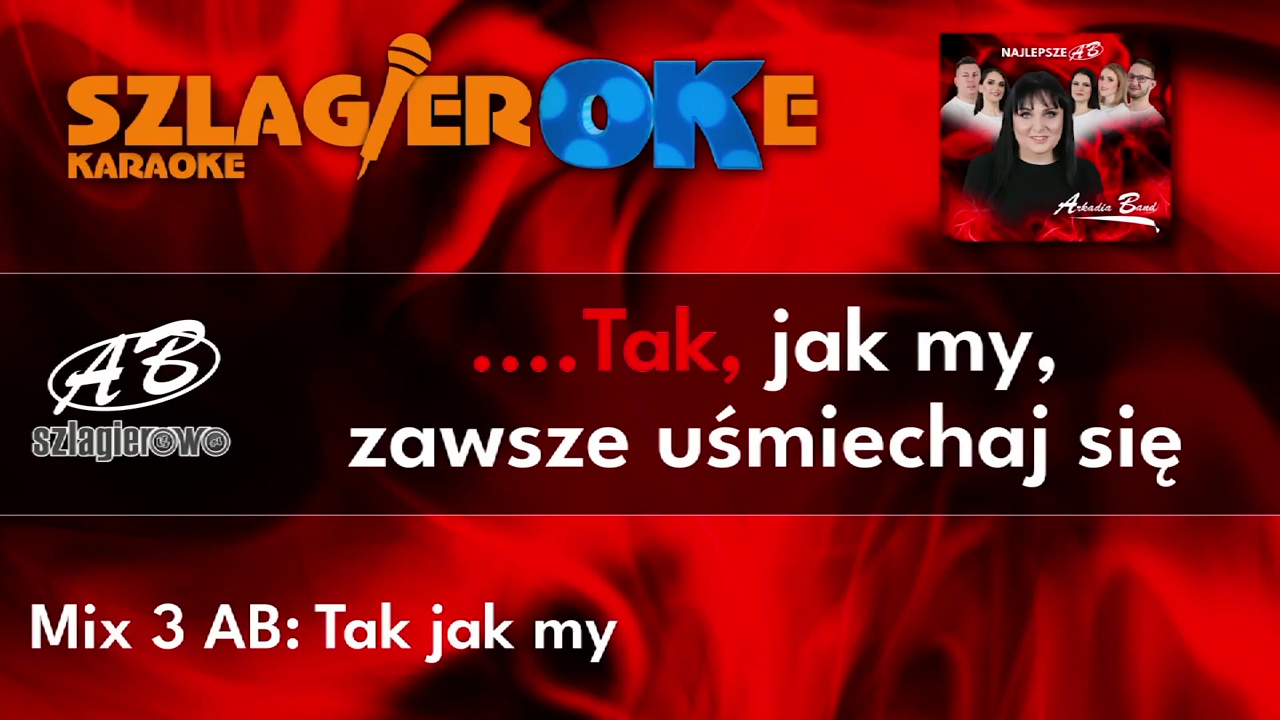 SZLAGIEROKE
KARAOKE
NAJLEPSZE AB
Arkadia Band
AB
szlagierowo
....Tak, jak my,
zawsze uśmiechaj się
Mix 3 AB: Tak jak my